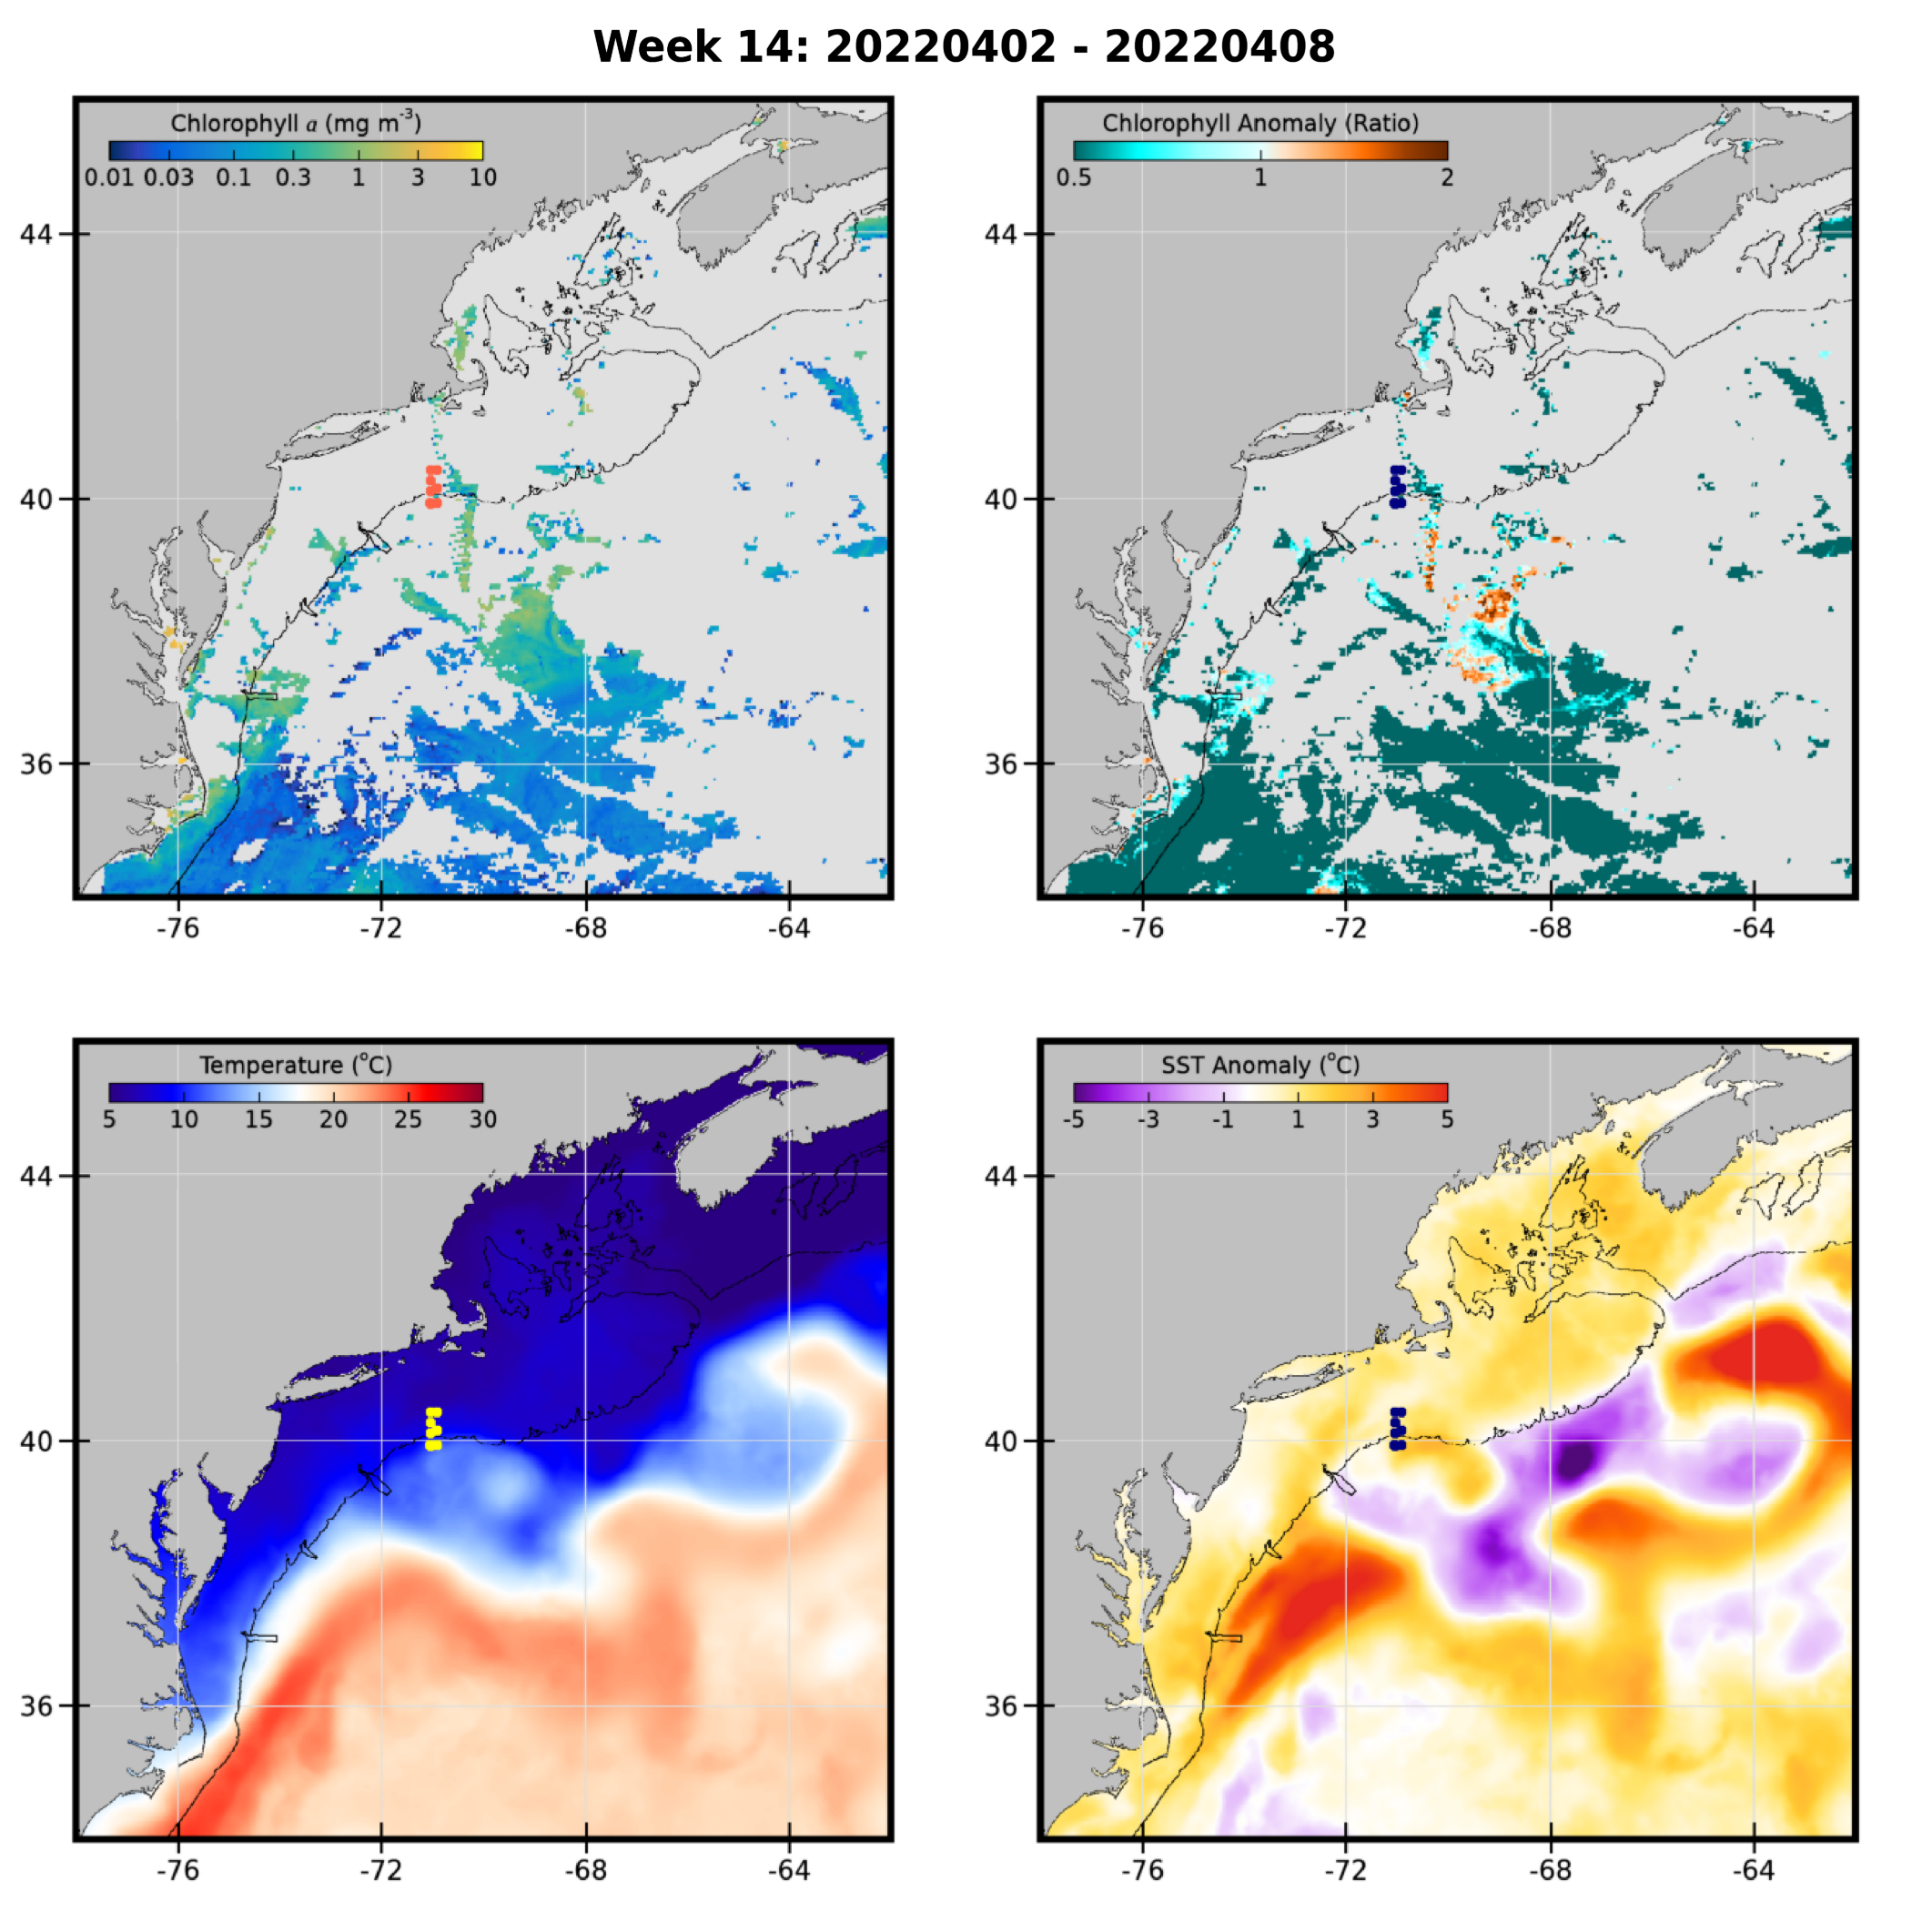 Week 14: 20220402 - 20220408
Chlorophyll a (mg m-3)
0.01 0.03 0.1 0.3 1 3 10
44
40
36
-76 -72 -68 -64
Chlorophyll Anomaly (Ratio)
0.5 1 2
44
40
36
-76 -72 -68 -64
Temperature (oC)
5 10 15 20 25 30
44
40
36
-76 -72 -68 -64
SST Anomaly (oC)
-5 -3 -1 1 3 5
44
40
36
-76 -72 -68 -64